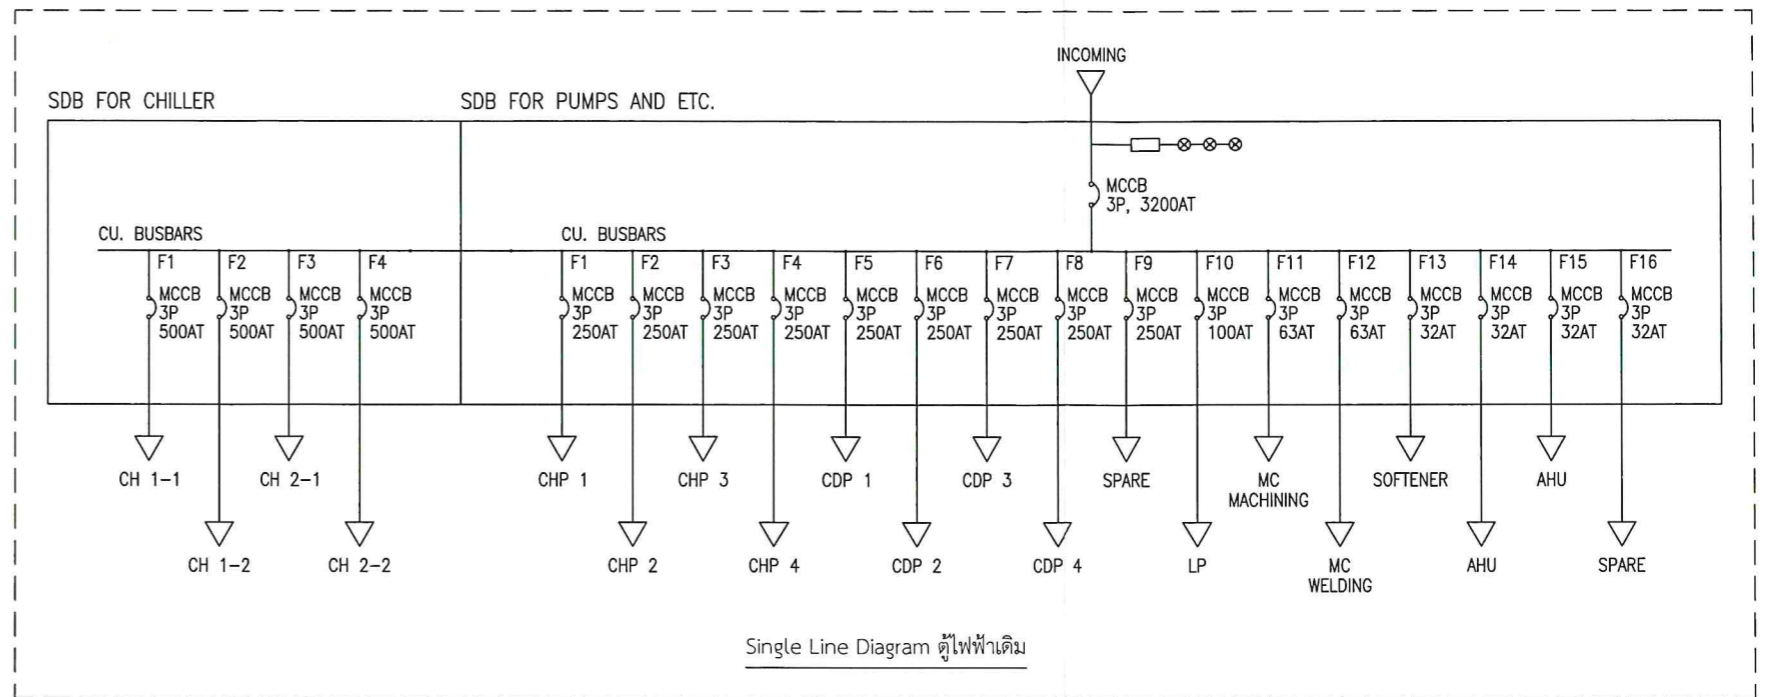 INCOMING
SDB FOR CHILLER
SDB FOR PUMPS AND ETC.
MCCB
3P, 3200AT
CU. BUSBARS
CU. BUSBARS
F1
MCCB
3P
500AT
F2
MCCB
3P
500AT
F3
MCCB
3P
500AT
F4
MCCB
3P
500AT
F1
MCCB
3P
250AT
F2
MCCB
3P
250AT
F3
MCCB
3P
250AT
F4
MCCB
3P
250AT
F5
MCCB
3P
250AT
F6
MCCB
3P
250AT
F7
MCCB
3P
250AT
F8
MCCB
3P
250AT
F9
MCCB
3P
250AT
F10
MCCB
3P
100AT
F11
MCCB
3P
63AT
F12
MCCB
3P
63AT
F13
MCCB
3P
32AT
F14
MCCB
3P
32AT
F15
MCCB
3P
32AT
F16
MCCB
3P
32AT
CH 1-1
CH 2-1
CHP 1
CHP 3
CDP 1
CDP 3
SPARE
MC
MACHINING
SOFTENER
AHU
CH 1-2
CH 2-2
CHP 2
CHP 4
CDP 2
CDP 4
LP
MC
WELDING
AHU
SPARE
Single Line Diagram ตู้ไฟฟ้าเดิม